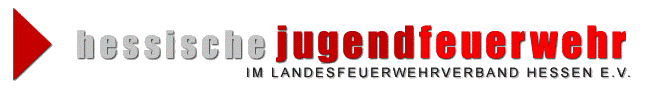 hessische jugendfeuerwehr
IM LANDESFEUERWEHRVERBAND HESSEN E.V.